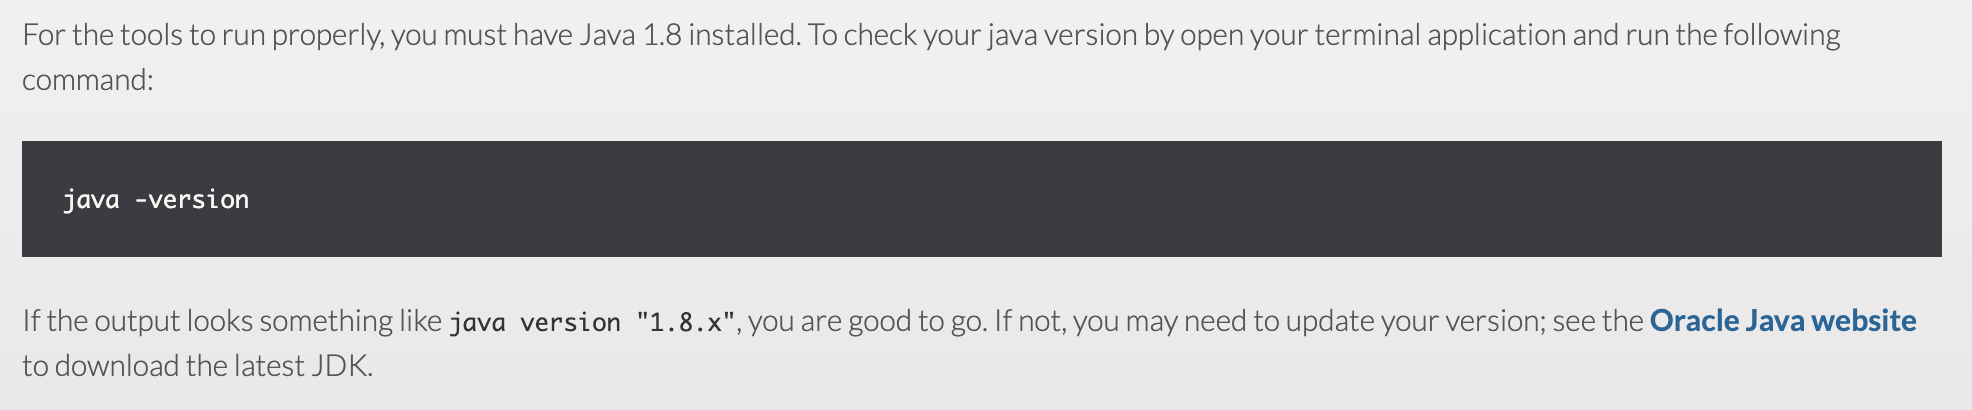 For the tools to run properly, you must have Java 1.8 installed. To check your java version by open your terminal application and run the following
command:
java -version
If the output looks something like java version "1.8.x", you are good to go. If not, you may need to update your version; see the Oracle Java website
to download the latest JDK.